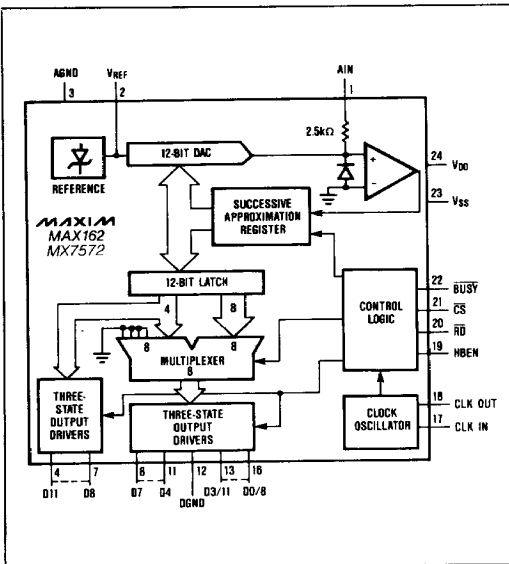 AGND VREF AIN
3 2 1
2.5kΩ
12-BIT DAC
+
-
24 VDD
23 VSS
REFERENCE
SUCCESSIVE
APPROXIMATION
REGISTER
MAXIM
MAX162
MX7572
12-BIT LATCH
4 8
22 BUSY
21 CS
20 RD
19 HBEN
CONTROL
LOGIC
8 8
MULTIPLEXER
8
THREE-
STATE
OUTPUT
DRIVERS
THREE-STATE
OUTPUT
DRIVERS
CLOCK
OSCILLATOR
18 CLK OUT
17 CLK IN
4 7 8 11 12 13 16
D11 D8 D7 D4 D3/11 D0/8
DGND